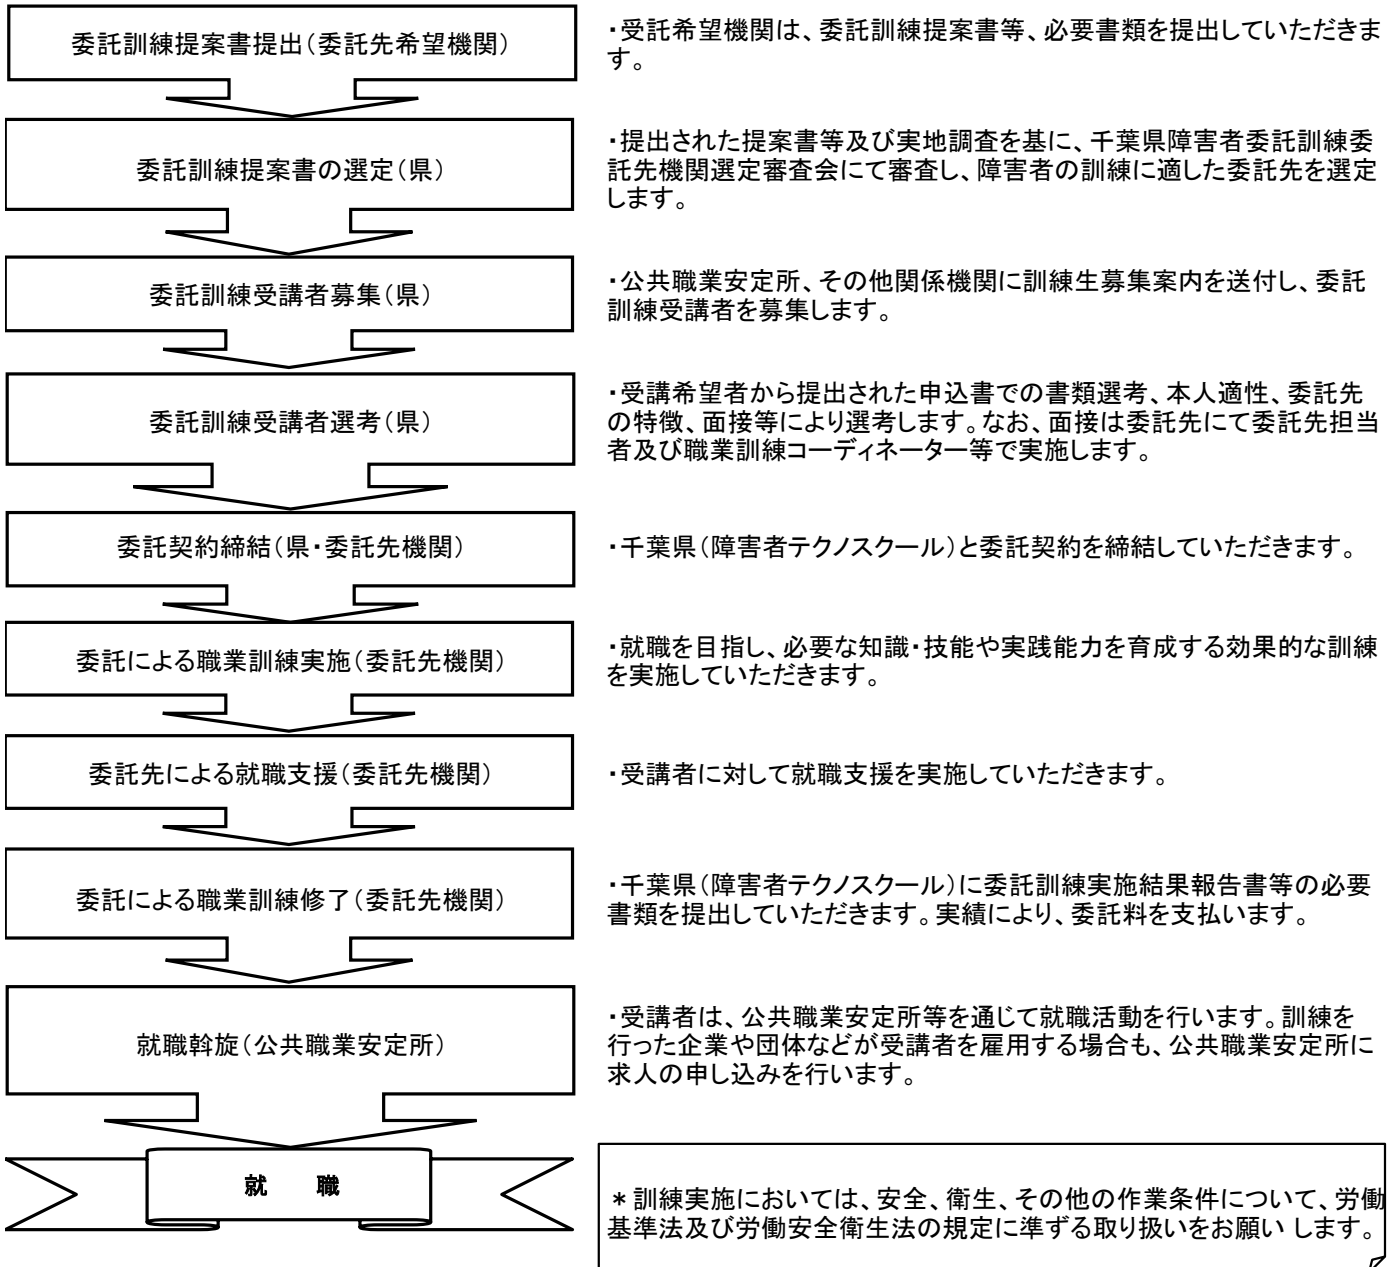 委託訓練提案書提出（委託先希望機関）
・受託希望機関は、委託訓練提案書等、必要書類を提出していただきま
す。
委託訓練提案書の選定（県）
・提出された提案書等及び実地調査を基に、千葉県障害者委託訓練委
託先機関選定審査会にて審査し、障害者の訓練に適した委託先を選定
します。
委託訓練受講者募集（県）
・公共職業安定所、その他関係機関に訓練生募集案内を送付し、委託
訓練受講者を募集します。
委託訓練受講者選考（県）
・受講希望者から提出された申込書での書類選考、本人適性、委託先
の特徴、面接等により選考します。なお、面接は委託先にて委託先担当
者及び職業訓練コーディネーター等で実施します。
委託契約締結（県・委託先機関）
・千葉県（障害者テクノスクール）と委託契約を締結していただきます。
委託による職業訓練実施（委託先機関）
・就職を目指し、必要な知識・技能や実践能力を育成する効果的な訓練
を実施していただきます。
委託先による就職支援（委託先機関）
・受講者に対して就職支援を実施していただきます。
委託による職業訓練修了（委託先機関）
・千葉県（障害者テクノスクール）に委託訓練実施結果報告書等の必要
書類を提出していただきます。実績により、委託料を支払います。
就職幹旋（公共職業安定所）
・受講者は、公共職業安定所等を通じて就職活動を行います。訓練を
行った企業や団体などが受講者を雇用する場合も、公共職業安定所に
求人の申し込みを行います。
就　職
＊訓練実施においては、安全、衛生、その他の作業条件について、労働
基準法及び労働安全衛生法の規定に準ずる取り扱いをお願い します。